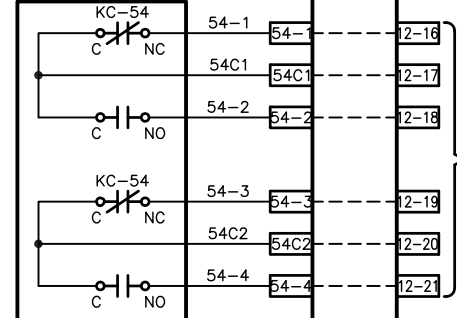 KC-54
C NC 54-1 54-1 12-16
54C1 54C1 12-17
C NO 54-2 54-2 12-18
KC-54
C NC 54-3 54-3 12-19
54C2 54C2 12-20
C NO 54-4 54-4 12-21